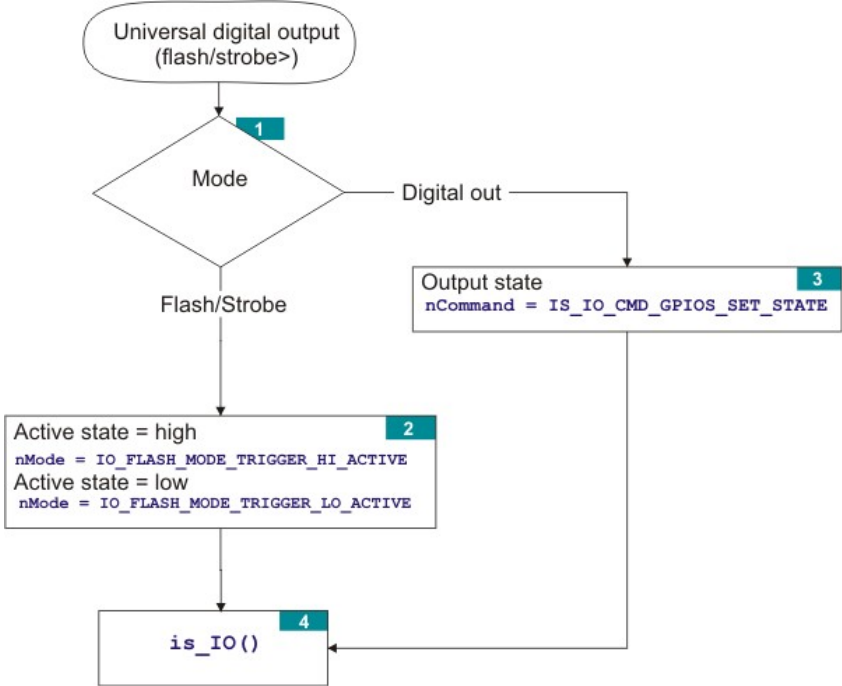 Universal digital output
(flash/strobe>)
1
Mode
Digital out
Output state
3
nCommand = IS_IO_CMD_GPIOS_SET_STATE
Flash/Strobe
Active state = high
2
nMode = IO_FLASH_MODE_TRIGGER_HI_ACTIVE
Active state = low
nMode = IO_FLASH_MODE_TRIGGER_LO_ACTIVE
4
is_IO()